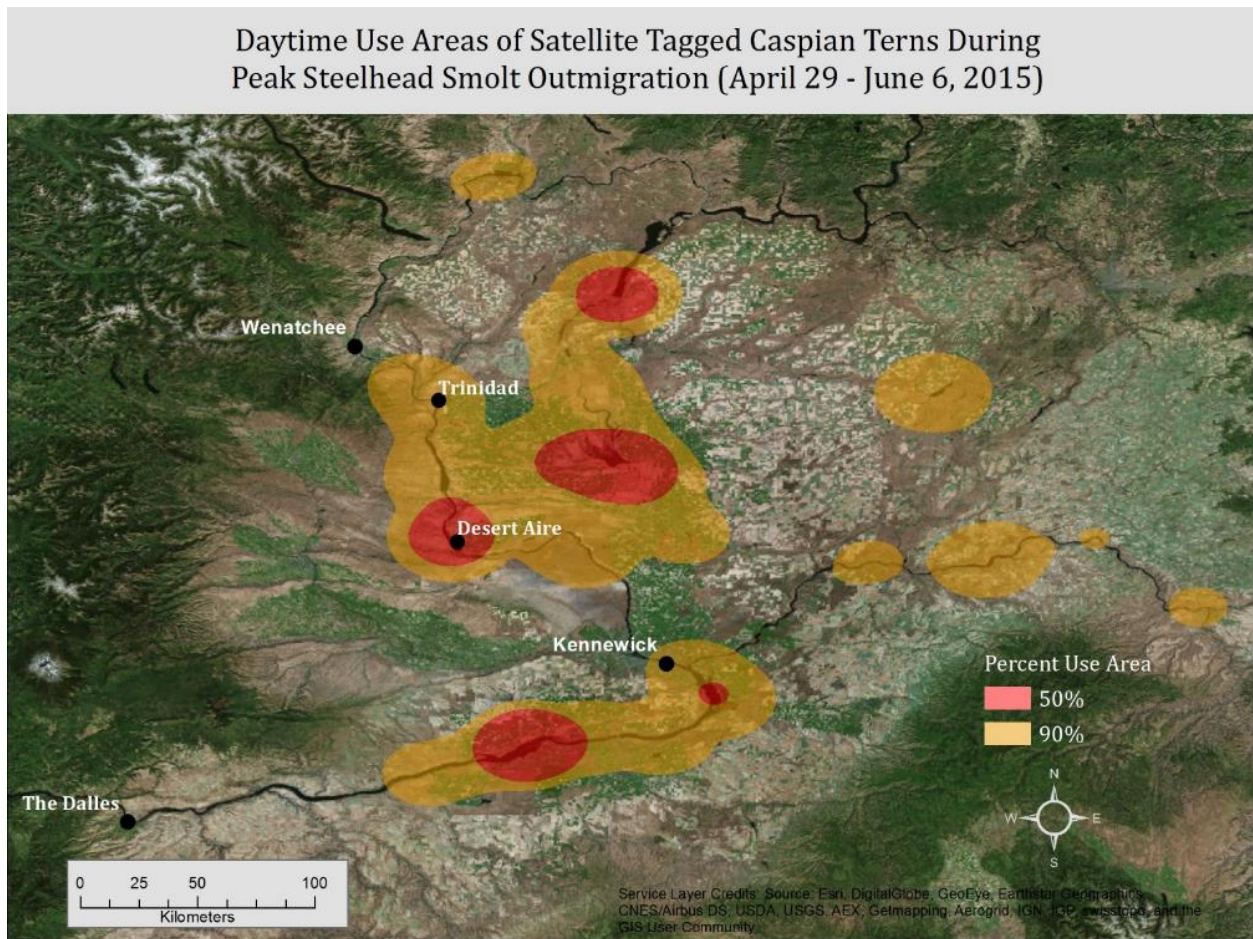 Daytime Use Areas of Satellite Tagged Caspian Terns During
Peak Steelhead Smolt Outmigration (April 29 - June 6, 2015)
Wenatchee
Trinidad
Desert Aire
Kennewick
Percent Use Area
50%
90%
N
W E
S
The Dalles
0 25 50 100
Kilometers
Service Layer Credits: Source: Esri, DigitalGlobe, GeoEye, Earthstar Geographics,
CNES/Airbus DS, USDA, USGS, AEX, Getmapping, Aerogrid, IGN, IGP, swisstopo, and the
GIS User Community